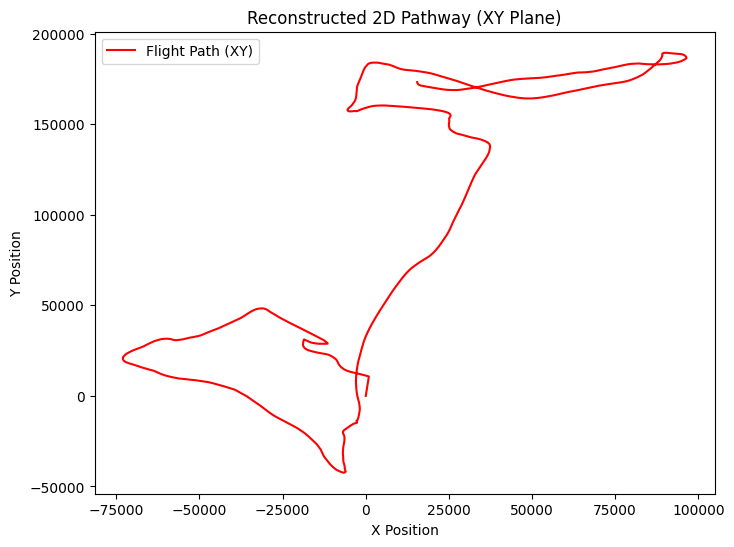 Reconstructed 2D Pathway (XY Plane)
Flight Path (XY)
200000
150000
100000
50000
0
−50000
Y Position
−75000 −50000 −25000 0 25000 50000 75000 100000
X Position